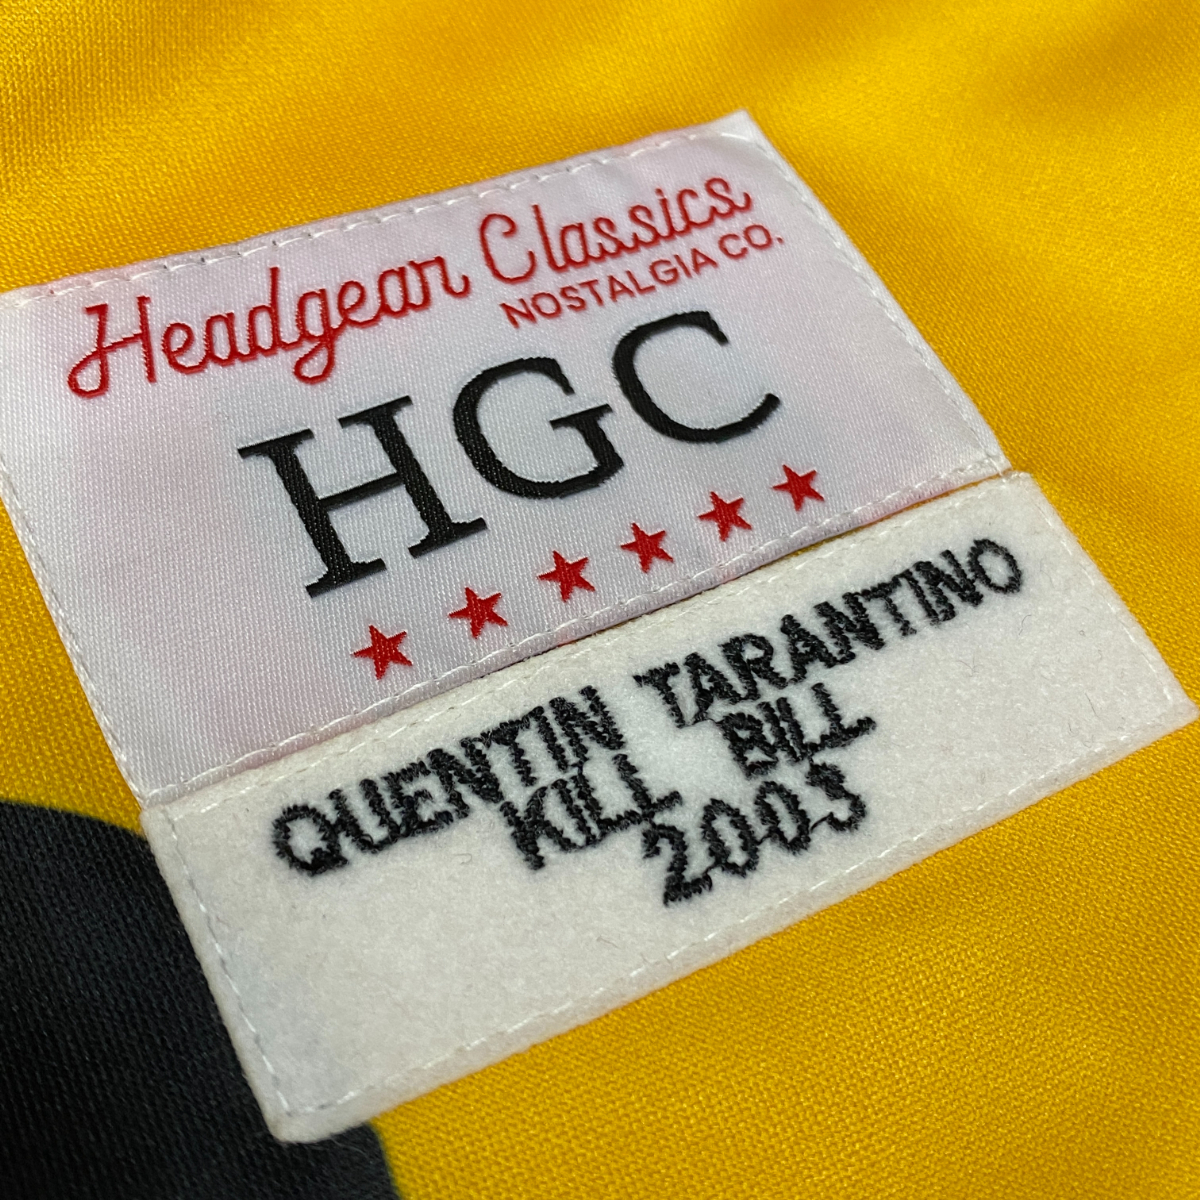 Headgear Classics
NOSTALGIA CO.
HGC
QUENTIN TARANTINO
KILL BILL
2003